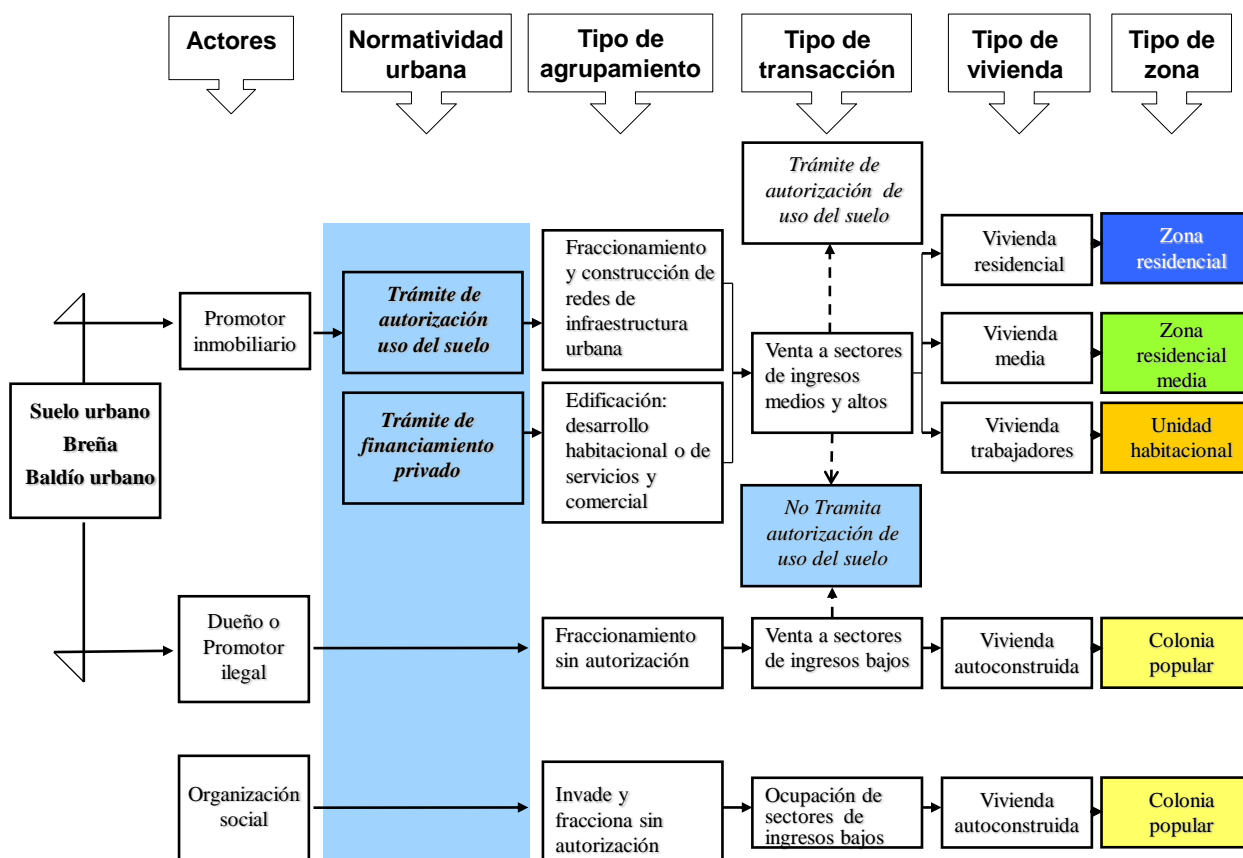 Actores
Normatividad
urbana
Tipo de
agrupamiento
Tipo de
transacción
Tipo de
vivienda
Tipo de
zona
Trámite de
autorización de
uso del suelo
Suelo urbano
Breña
Baldío urbano
Promotor
inmobiliario
Trámite de
autorización
uso del suelo
Trámite de
financiamiento
privado
Fraccionamiento
y construcción de
redes de
infraestructura
urbana
Edificación:
desarrollo
habitacional o de
servicios y
comercial
Venta a sectores
de ingresos
medios y altos
Vivienda
residencial
Zona
residencial
Vivienda
media
Zona
residencial
media
Vivienda
trabajadores
Unidad
habitacional
No Tramita
autorización de
uso del suelo
Dueño o
Promotor
ilegal
Fraccionamiento
sin autorización
Venta a sectores
de ingresos bajos
Vivienda
autoconstruida
Colonia
popular
Organización
social
Invade y
fracciona sin
autorización
Ocupación de
sectores de
ingresos bajos
Vivienda
autoconstruida
Colonia
popular